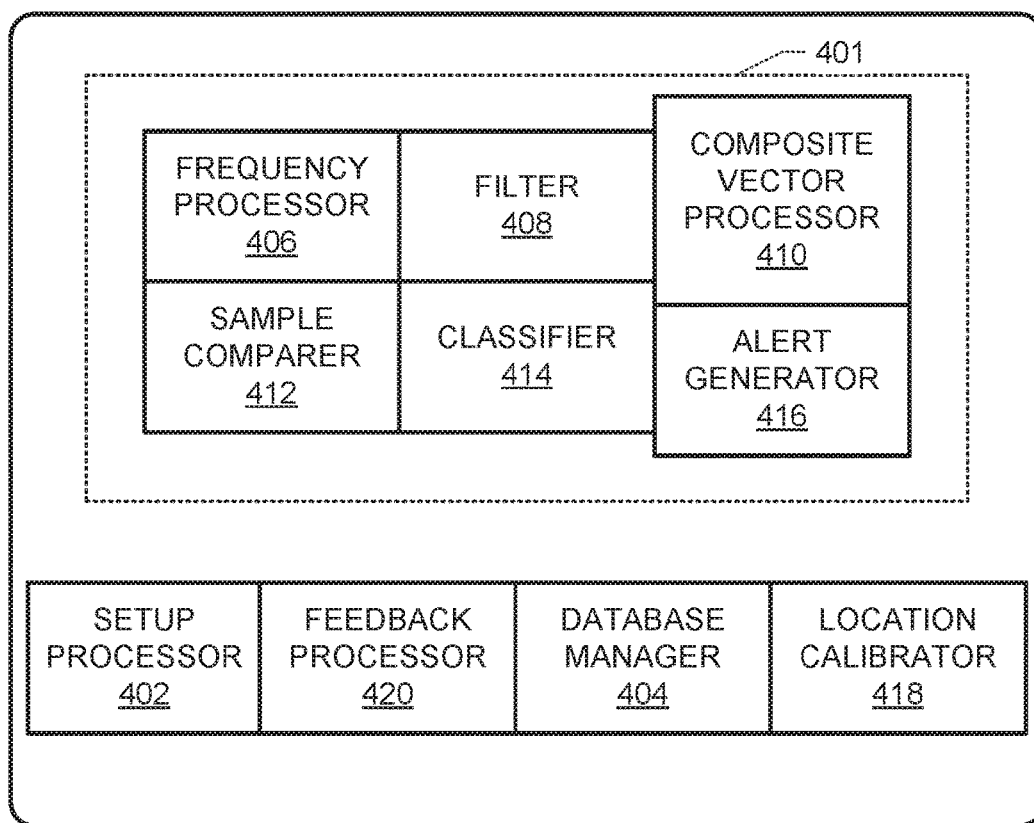 401
FREQUENCY
PROCESSOR
406
FILTER
408
COMPOSITE
VECTOR
PROCESSOR
410
SAMPLE
COMPARER
412
CLASSIFIER
414
ALERT
GENERATOR
416
SETUP
PROCESSOR
402
FEEDBACK
PROCESSOR
420
DATABASE
MANAGER
404
LOCATION
CALIBRATOR
418